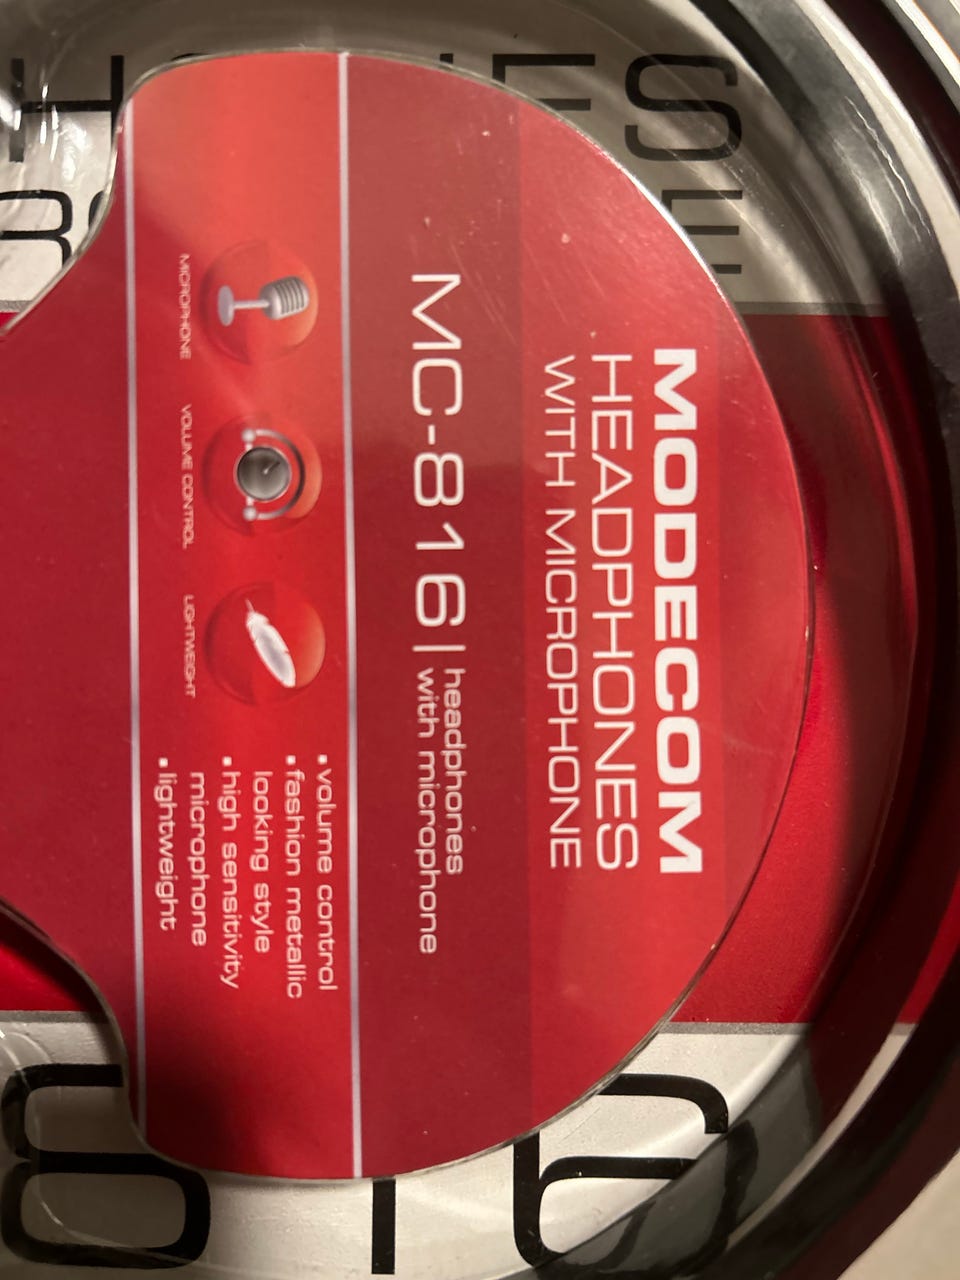 MODECOM
HEADPHONES
WITH MICROPHONE
MC-816 | headphones
with microphone
MICROPHONE
VOLUME CONTROL
LIGHTWEIGHT
▪ volume control
▪ fashion metallic
looking style
▪ high sensitivity
microphone
▪ lightweight
816